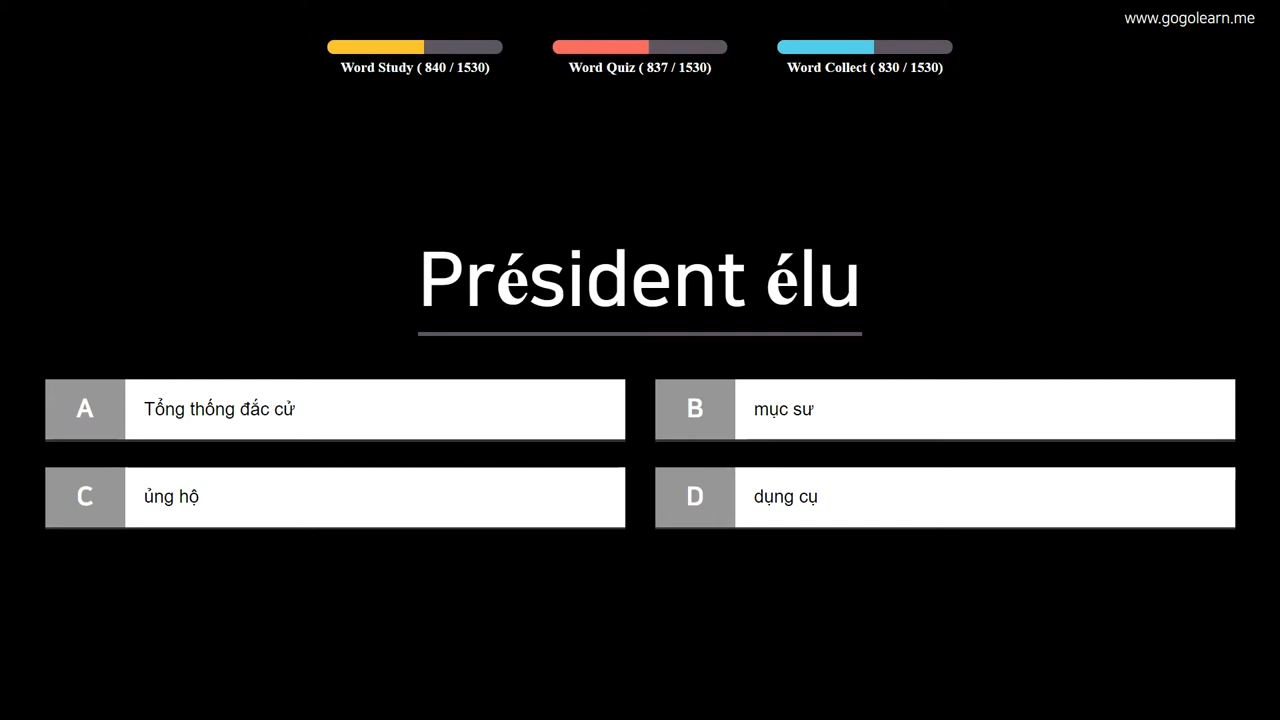 www.gogolearn.me
Word Study ( 840 / 1530)
Word Quiz ( 837 / 1530)
Word Collect ( 830 / 1530)
Président élu
A Tổng thống đắc cử
B mục sư
C ủng hộ
D dụng cụ